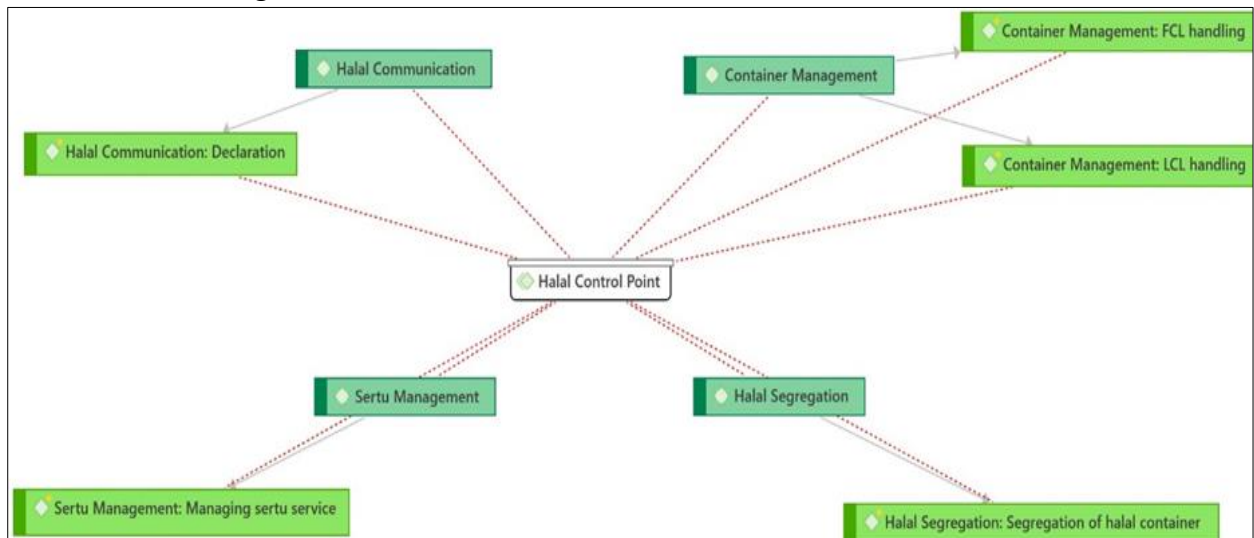 Container Management: FCL handling
Halal Communication
Container Management
Halal Communication: Declaration
Container Management: LCL handling
Halal Control Point
Sertu Management
Halal Segregation
Sertu Management: Managing sertu service
Halal Segregation: Segregation of halal container